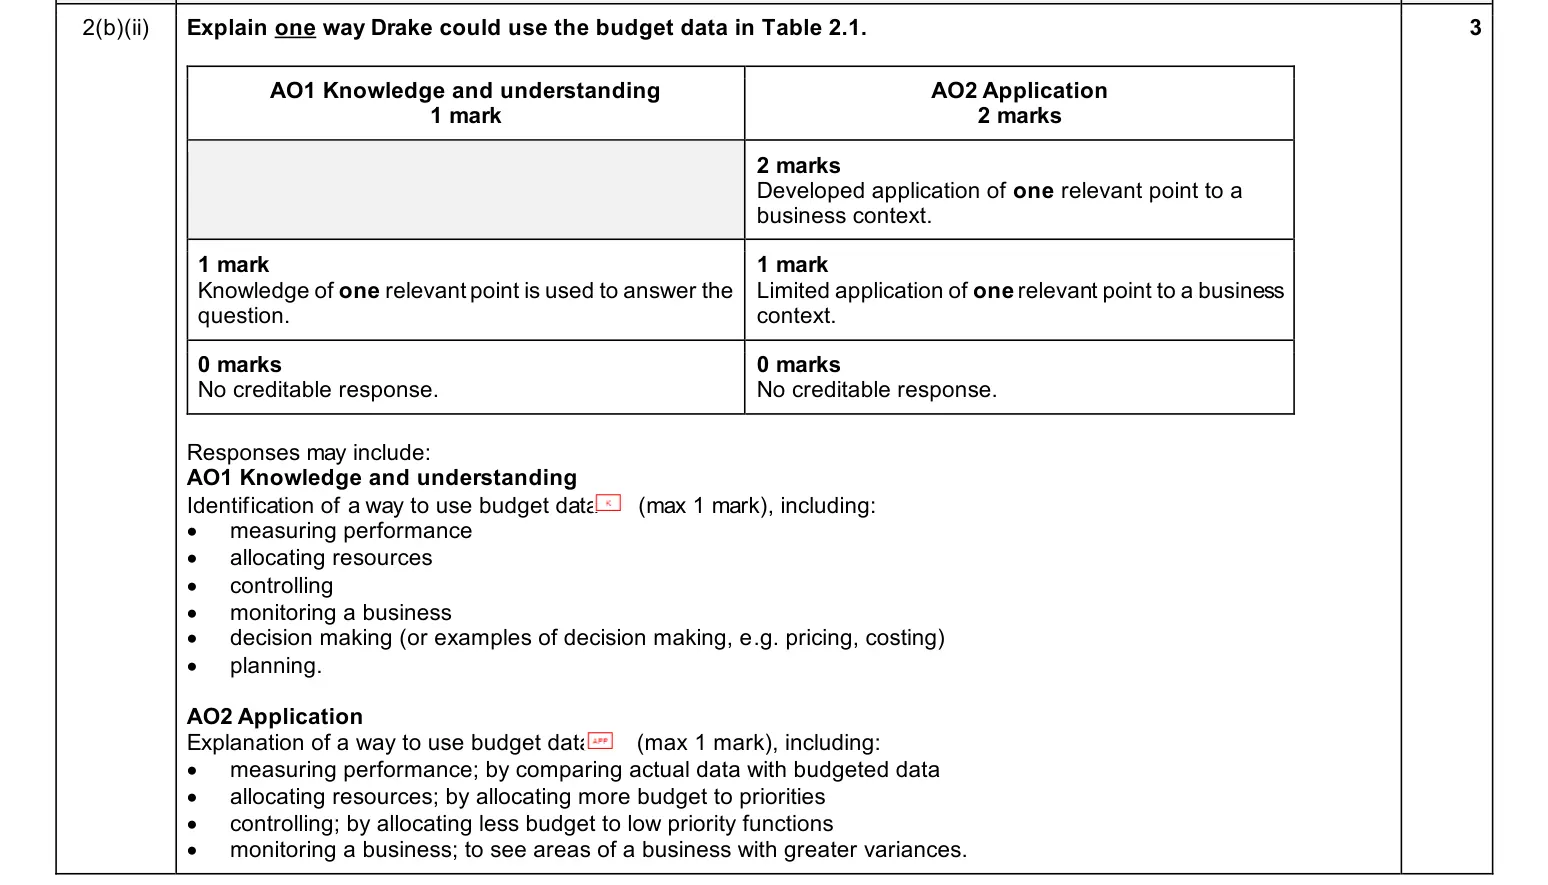 2(b)(ii) Explain one way Drake could use the budget data in Table 2.1. 3
AO1 Knowledge and understanding
1 mark
AO2 Application
2 marks
2 marks
Developed application of one relevant point to a
business context.
1 mark
Knowledge of one relevant point is used to answer the
question.
1 mark
Limited application of one relevant point to a business
context.
0 marks
No creditable response.
0 marks
No creditable response.
Responses may include:
AO1 Knowledge and understanding
Identification of a way to use budget data K (max 1 mark), including:
• measuring performance
• allocating resources
• controlling
• monitoring a business
• decision making (or examples of decision making, e.g. pricing, costing)
• planning.
AO2 Application
Explanation of a way to use budget data APP (max 1 mark), including:
• measuring performance; by comparing actual data with budgeted data
• allocating resources; by allocating more budget to priorities
• controlling; by allocating less budget to low priority functions
• monitoring a business; to see areas of a business with greater variances.